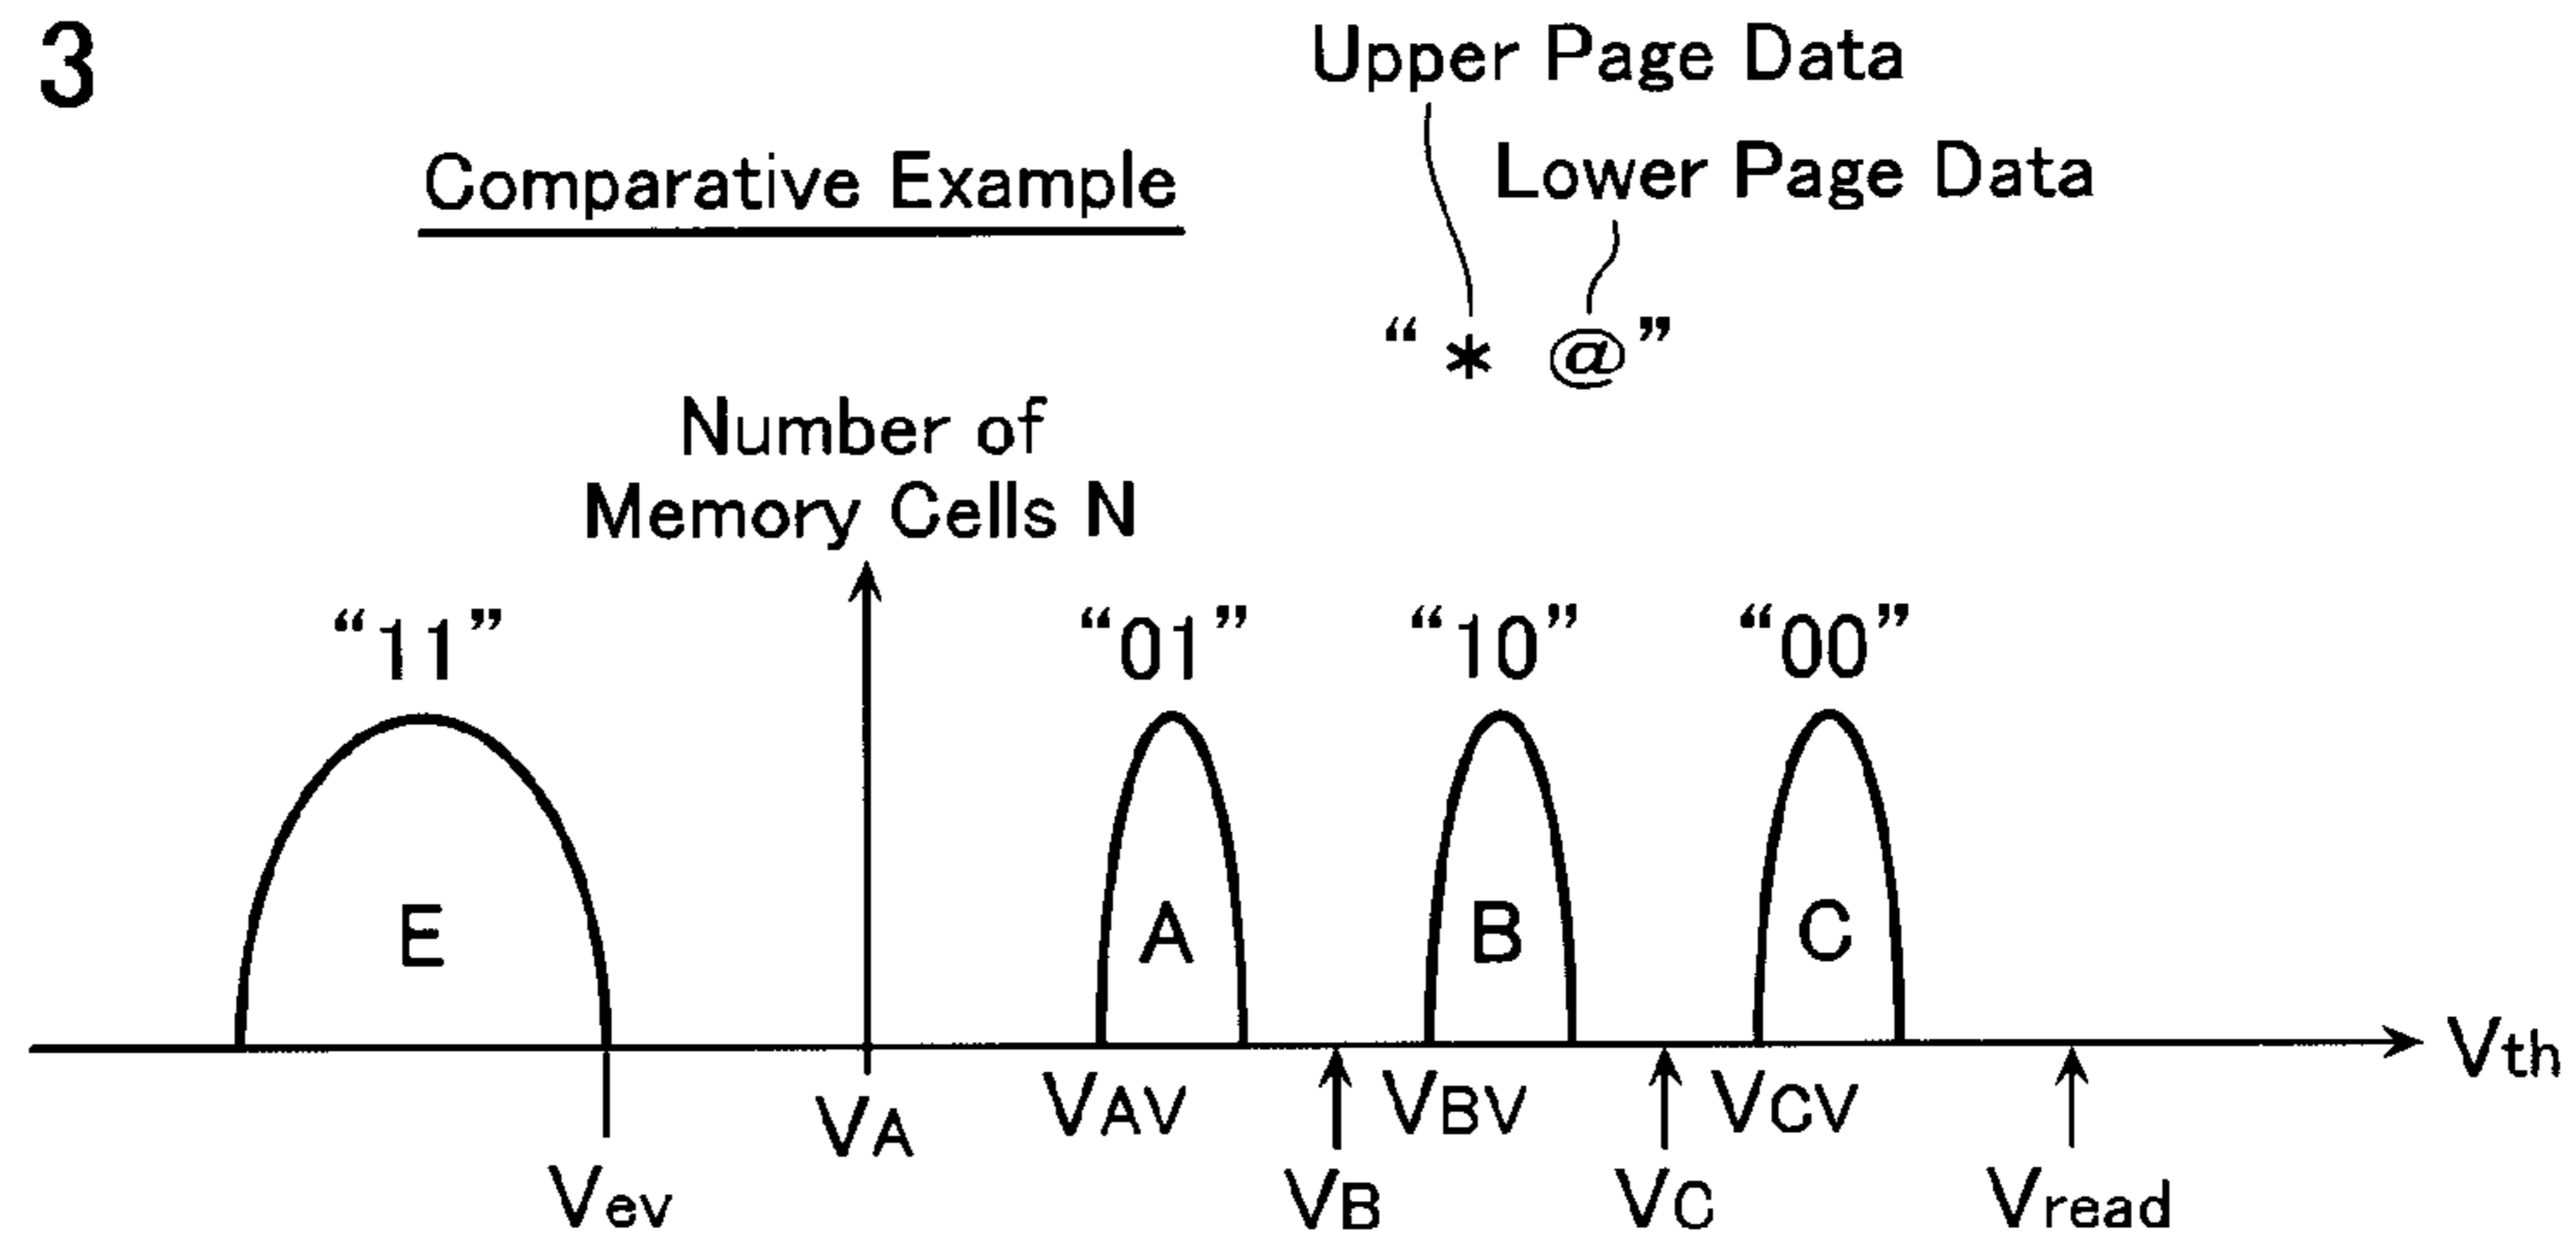 3
Upper Page Data
Comparative Example
Lower Page Data
“ * @ ”
Number of
Memory Cells N
“11” “01” “10” “00”
E A B C
Vth
VA VAV VBV VCV
Vev VB VC Vread